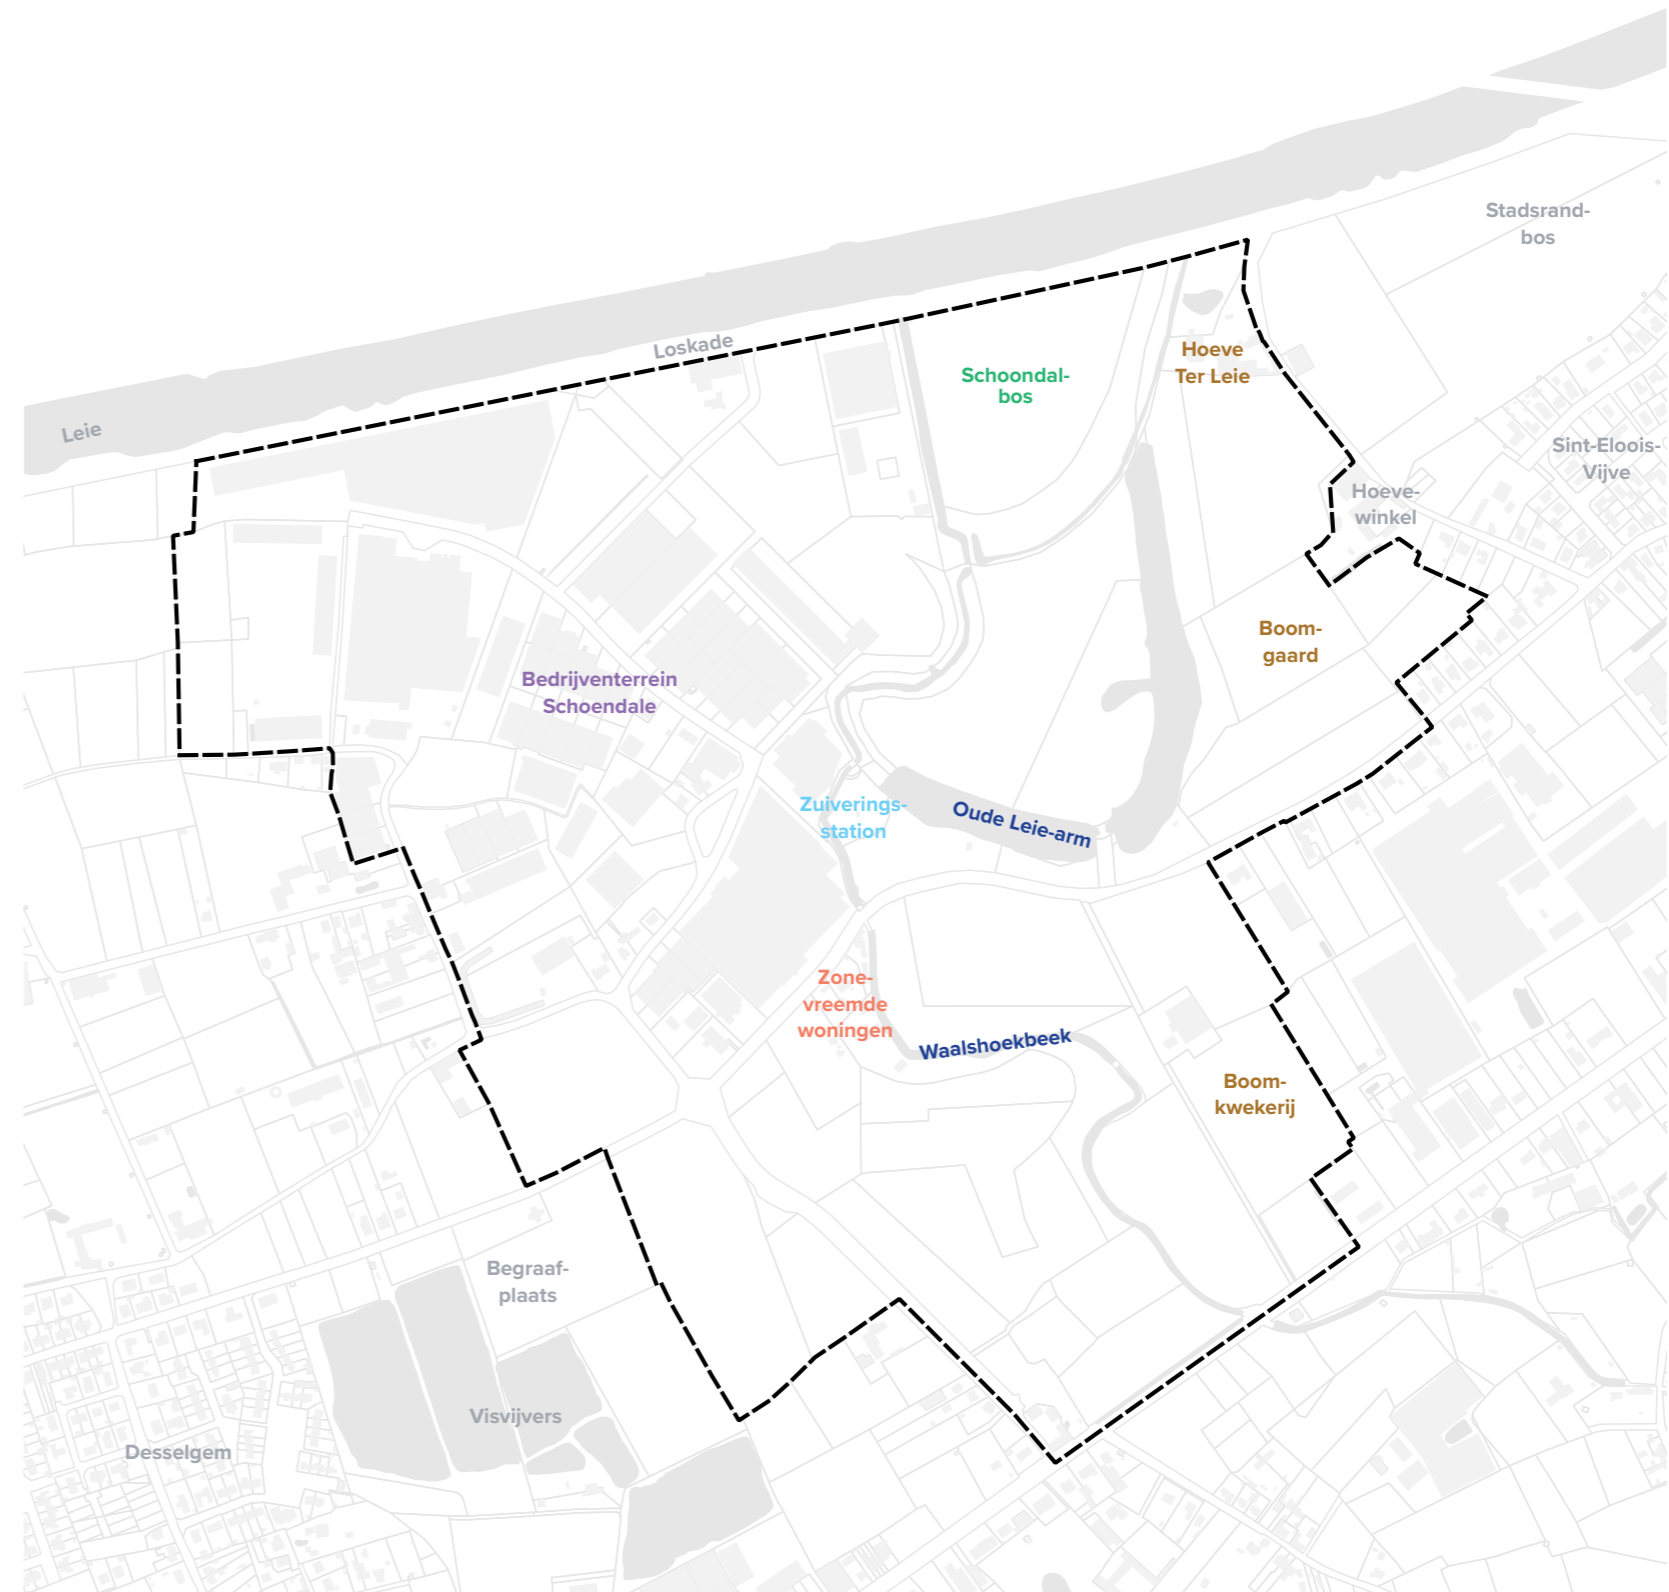 Stadsrand-
bos
Loskade
Hoeve
Ter Leie
Schoondal-
bos
Leie
Sint-Eloois-
Vijve
Hoeve-
winkel
Boom-
gaard
Bedrijventerrein
Schoendale
Zuiverings-
station
Oude Leie-arm
Zone-
vreemde
woningen
Waalshoekbeek
Boom-
kwekerij
Begraaf-
plaats
Visvijvers
Desselgem